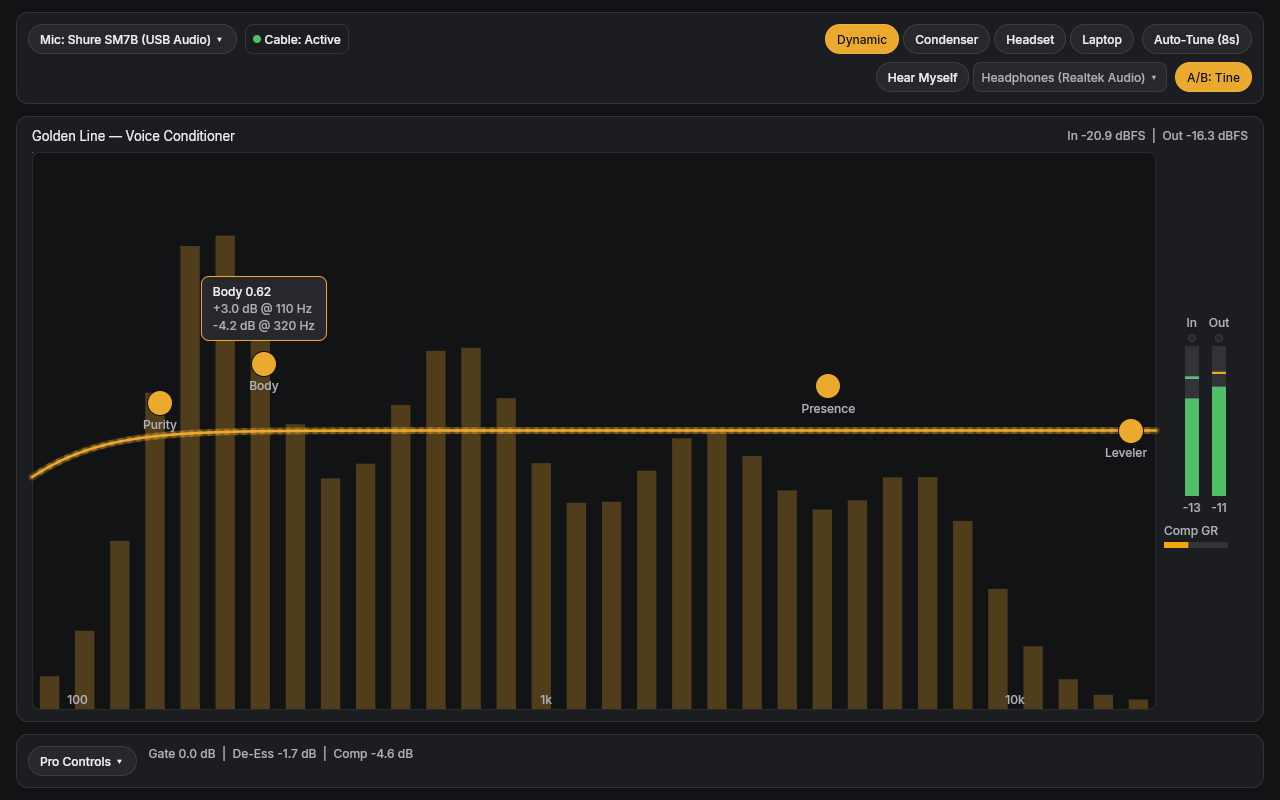 Mic: Shure SM7B (USB Audio) ▾
Cable: Active
Dynamic
Condenser
Headset
Laptop
Auto-Tune (8s)
Hear Myself
Headphones (Realtek Audio) ▾
A/B: Tine
Golden Line — Voice Conditioner
In -20.9 dBFS | Out -16.3 dBFS
Body 0.62
+3.0 dB @ 110 Hz
-4.2 dB @ 320 Hz
Body
Purity
Presence
Leveler
In
Out
-13
-11
Comp GR
100
1k
10k
Pro Controls ▾
Gate 0.0 dB | De-Ess -1.7 dB | Comp -4.6 dB